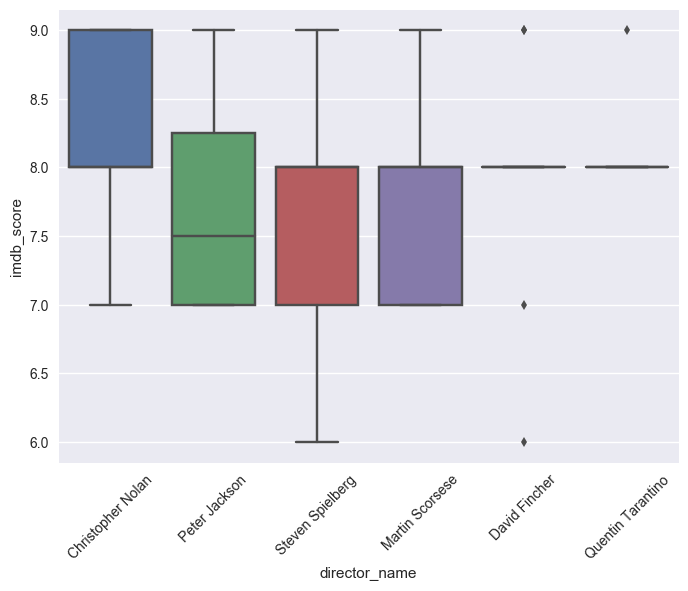 imdb_score
9.0
8.5
8.0
7.5
7.0
6.5
6.0
Christopher Nolan
Peter Jackson
Steven Spielberg
Martin Scorsese
David Fincher
Quentin Tarantino
director_name